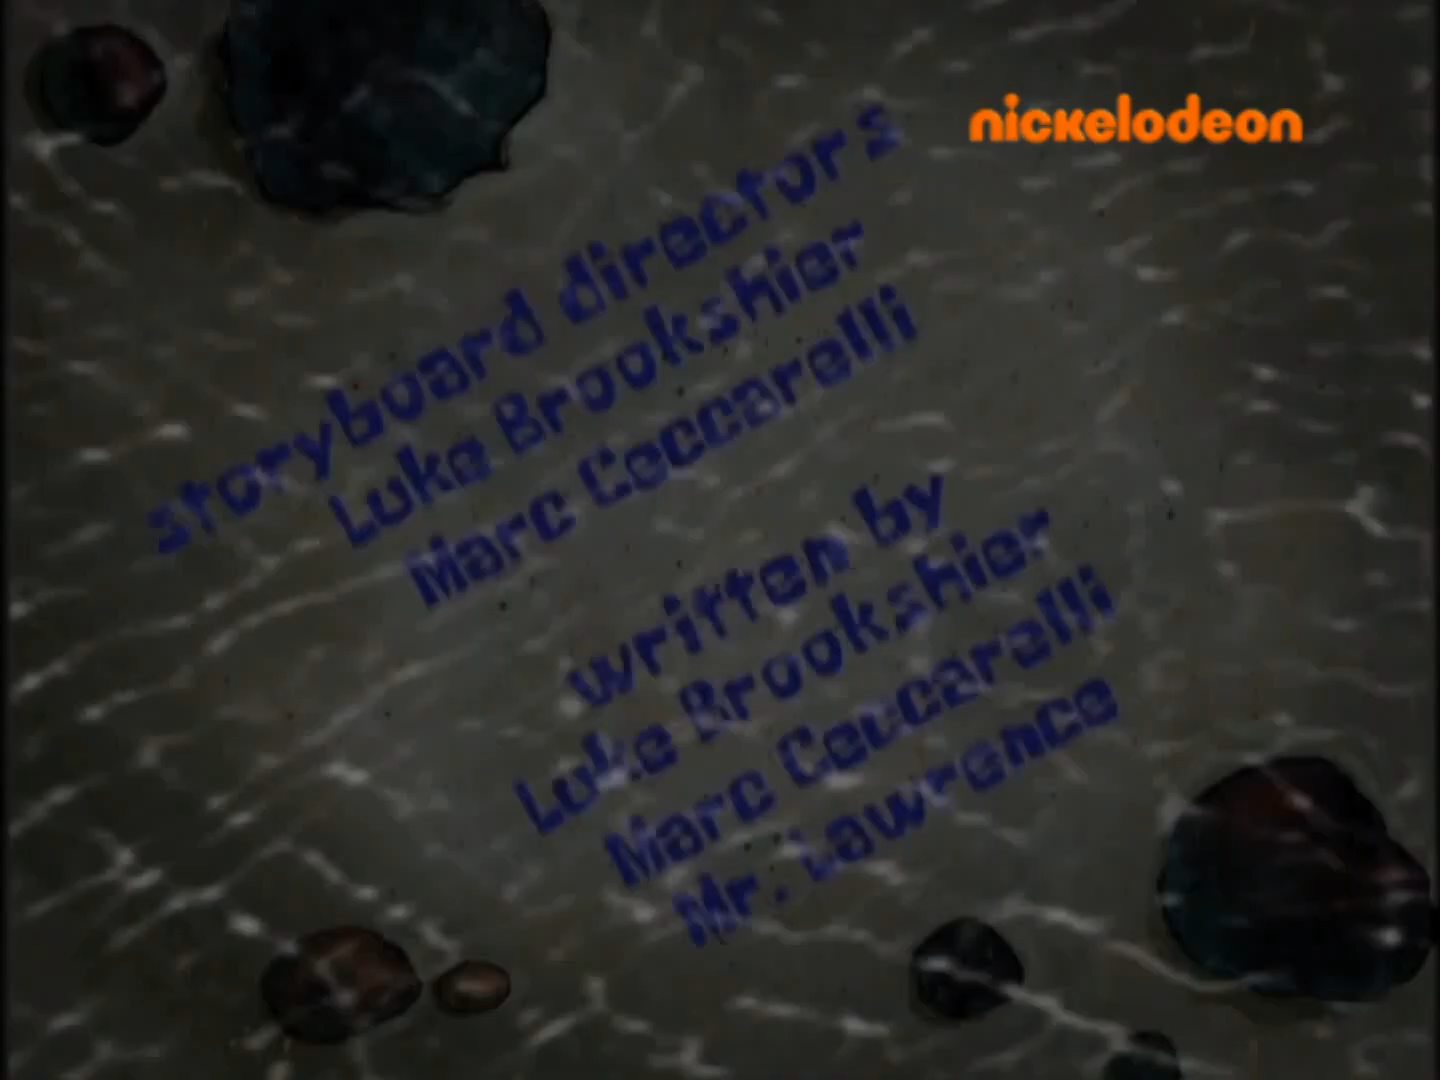 nickelodeon
storyboard directors
Luke Brookshier
Marc Ceccarelli
written by
Luke Brookshier
Marc Ceccarelli
Mr. Lawrence